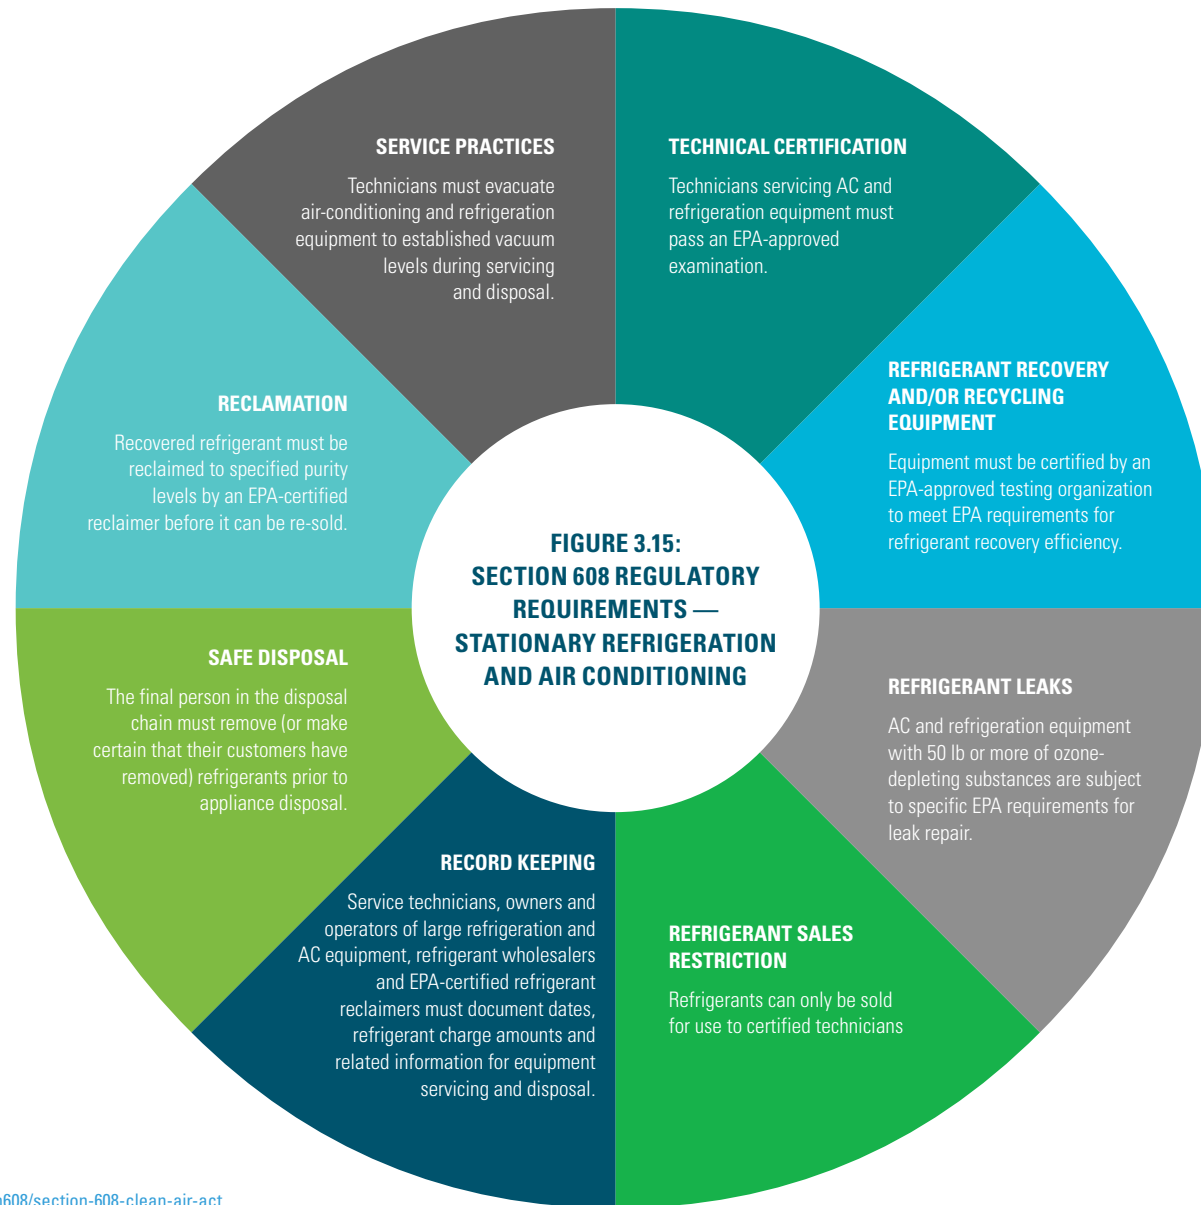 SERVICE PRACTICES
Technicians must evacuate
air-conditioning and refrigeration
equipment to established vacuum
levels during servicing
and disposal.
TECHNICAL CERTIFICATION
Technicians servicing AC and
refrigeration equipment must
pass an EPA-approved
examination.
REFRIGERANT RECOVERY
AND/OR RECYCLING
EQUIPMENT
Equipment must be certified by an
EPA-approved testing organization
to meet EPA requirements for
refrigerant recovery efficiency.
RECLAMATION
Recovered refrigerant must be
reclaimed to specified purity
levels by an EPA-certified
reclaimer before it can be re-sold.
FIGURE 3.15:
SECTION 608 REGULATORY
REQUIREMENTS —
STATIONARY REFRIGERATION
AND AIR CONDITIONING
SAFE DISPOSAL
The final person in the disposal
chain must remove (or make
certain that their customers have
removed) refrigerants prior to
appliance disposal.
REFRIGERANT LEAKS
AC and refrigeration equipment
with 50 lb or more of ozone-
depleting substances are subject
to specific EPA requirements for
leak repair.
RECORD KEEPING
Service technicians, owners and
operators of large refrigeration and
AC equipment, refrigerant wholesalers
and EPA-certified refrigerant
reclaimers must document dates,
refrigerant charge amounts and
related information for equipment
servicing and disposal.
REFRIGERANT SALES
RESTRICTION
Refrigerants can only be sold
for use to certified technicians
608/section-608-clean-air-act